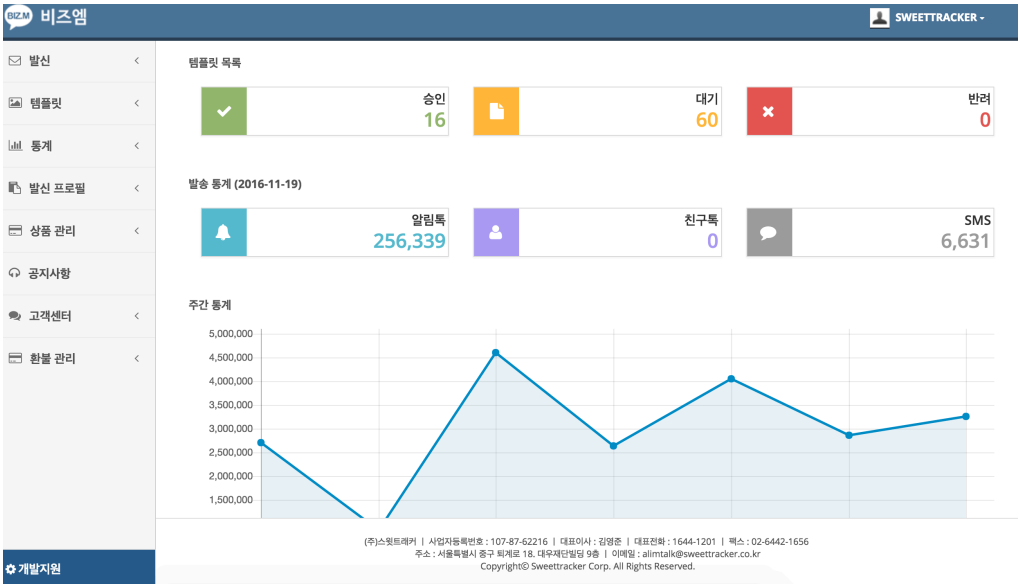 BIZ.M 비즈엠
SWEETTRACKER
발신
템플릿
통계
발신 프로필
상품 관리
공지사항
고객센터
환불 관리
개발지원
템플릿 목록
승인
16
대기
60
반려
0
발송 통계 (2016-11-19)
알림톡
256,339
친구톡
0
SMS
6,631
주간 통계
5,000,000
4,500,000
4,000,000
3,500,000
3,000,000
2,500,000
2,000,000
1,500,000
(주)스윗트래커 | 사업자등록번호 : 107-87-62216 | 대표이사 : 김영준 | 대표전화 : 1644-1201 | 팩스 : 02-6442-1656
주소 : 서울특별시 중구 퇴계로 18. 대우재단빌딩 9층 | 이메일 : alimtalk@sweettracker.co.kr
Copyright© Sweettracker Corp. All Rights Reserved.